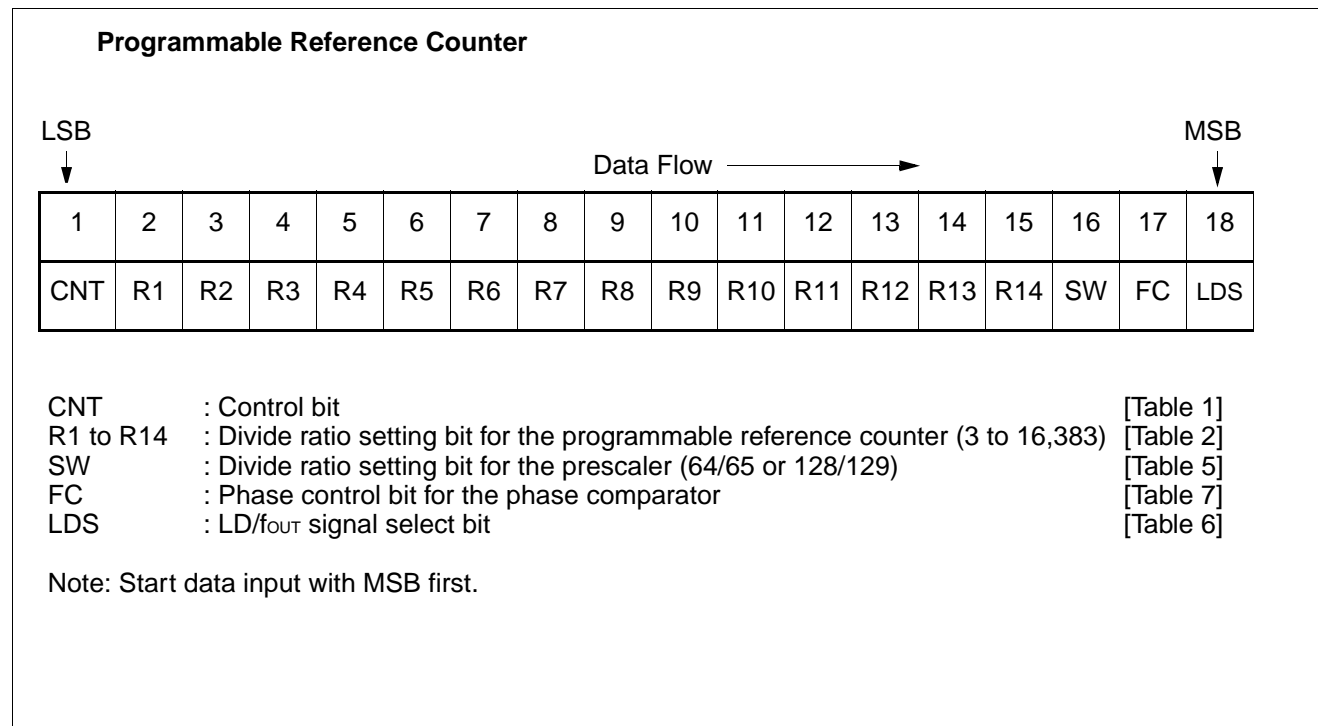 Programmable Reference Counter
LSB MSB
Data Flow
1 2 3 4 5 6 7 8 9 10 11 12 13 14 15 16 17 18
CNT R1 R2 R3 R4 R5 R6 R7 R8 R9 R10 R11 R12 R13 R14 SW FC LDS
CNT : Control bit [Table 1]
R1 to R14 : Divide ratio setting bit for the programmable reference counter (3 to 16,383) [Table 2]
SW : Divide ratio setting bit for the prescaler (64/65 or 128/129) [Table 5]
FC : Phase control bit for the phase comparator [Table 7]
LDS : LD/fOUT signal select bit [Table 6]
Note: Start data input with MSB first.